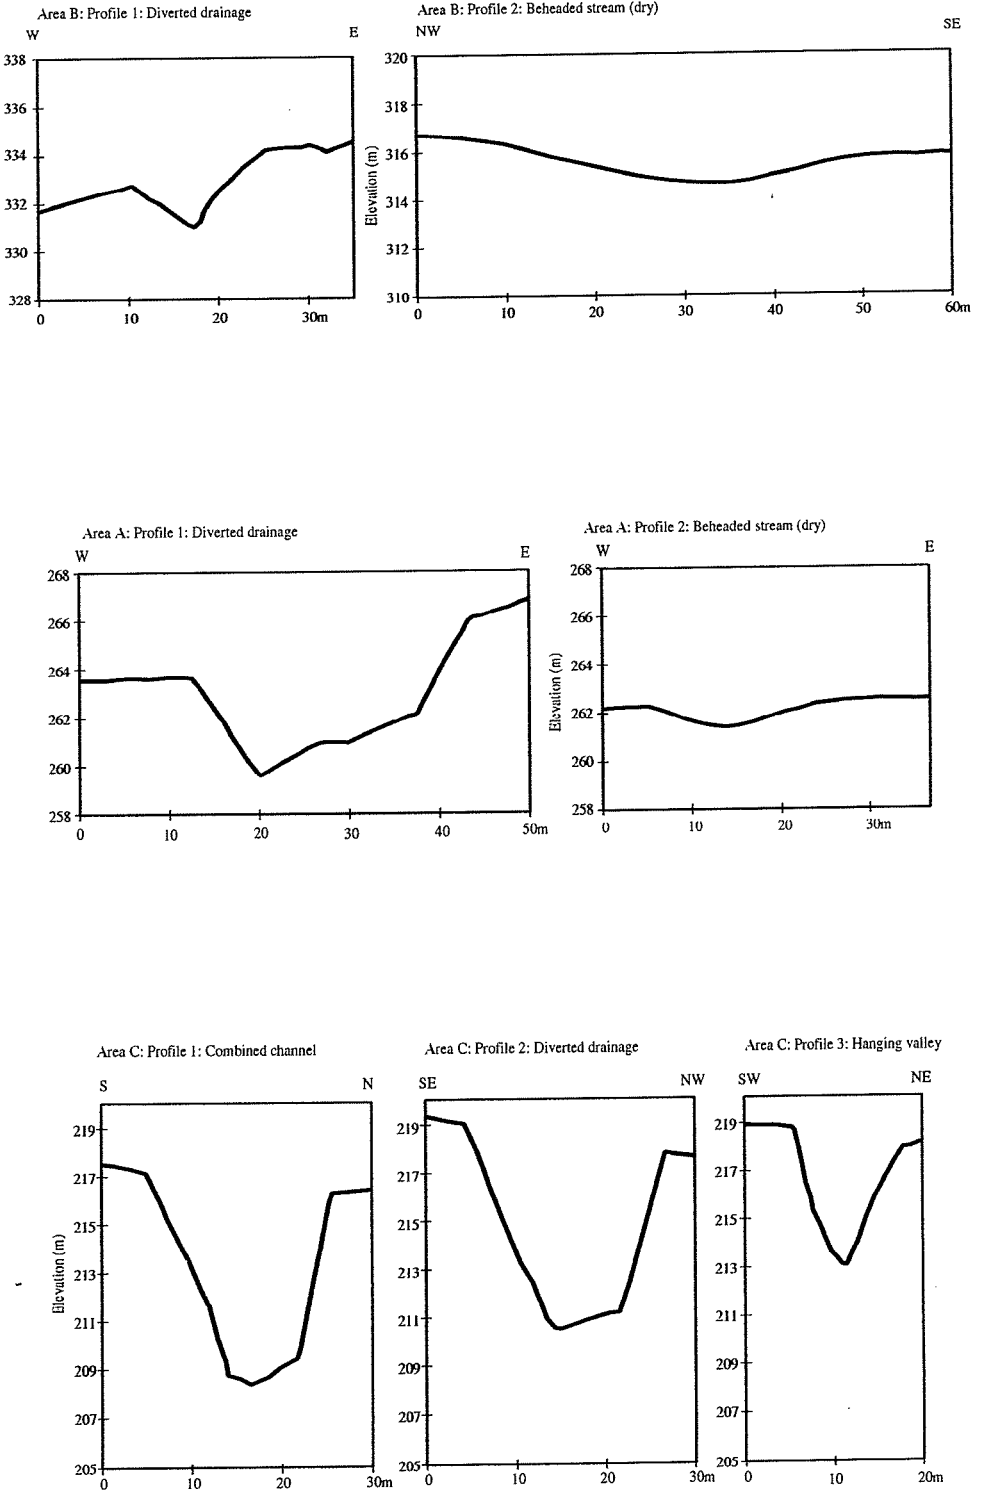 Area B: Profile 1: Diverted drainage
W E
338
336
334
332
330
328
0 10 20 30m
Area B: Profile 2: Beheaded stream (dry)
NW SE
320
318
316
314
312
310
Elevation (m)
0 10 20 30 40 50 60m
Area A: Profile 1: Diverted drainage
W E
268
266
264
262
260
258
0 10 20 30 40 50m
Area A: Profile 2: Beheaded stream (dry)
W E
268
266
264
262
260
258
Elevation (m)
0 10 20 30m
Area C: Profile 1: Combined channel
S N
219
217
215
213
211
209
207
205
Elevation (m)
0 10 20 30m
Area C: Profile 2: Diverted drainage
SE NW
219
217
215
213
211
209
207
205
0 10 20 30m
Area C: Profile 3: Hanging valley
SW NE
219
217
215
213
211
209
207
205
0 10 20m